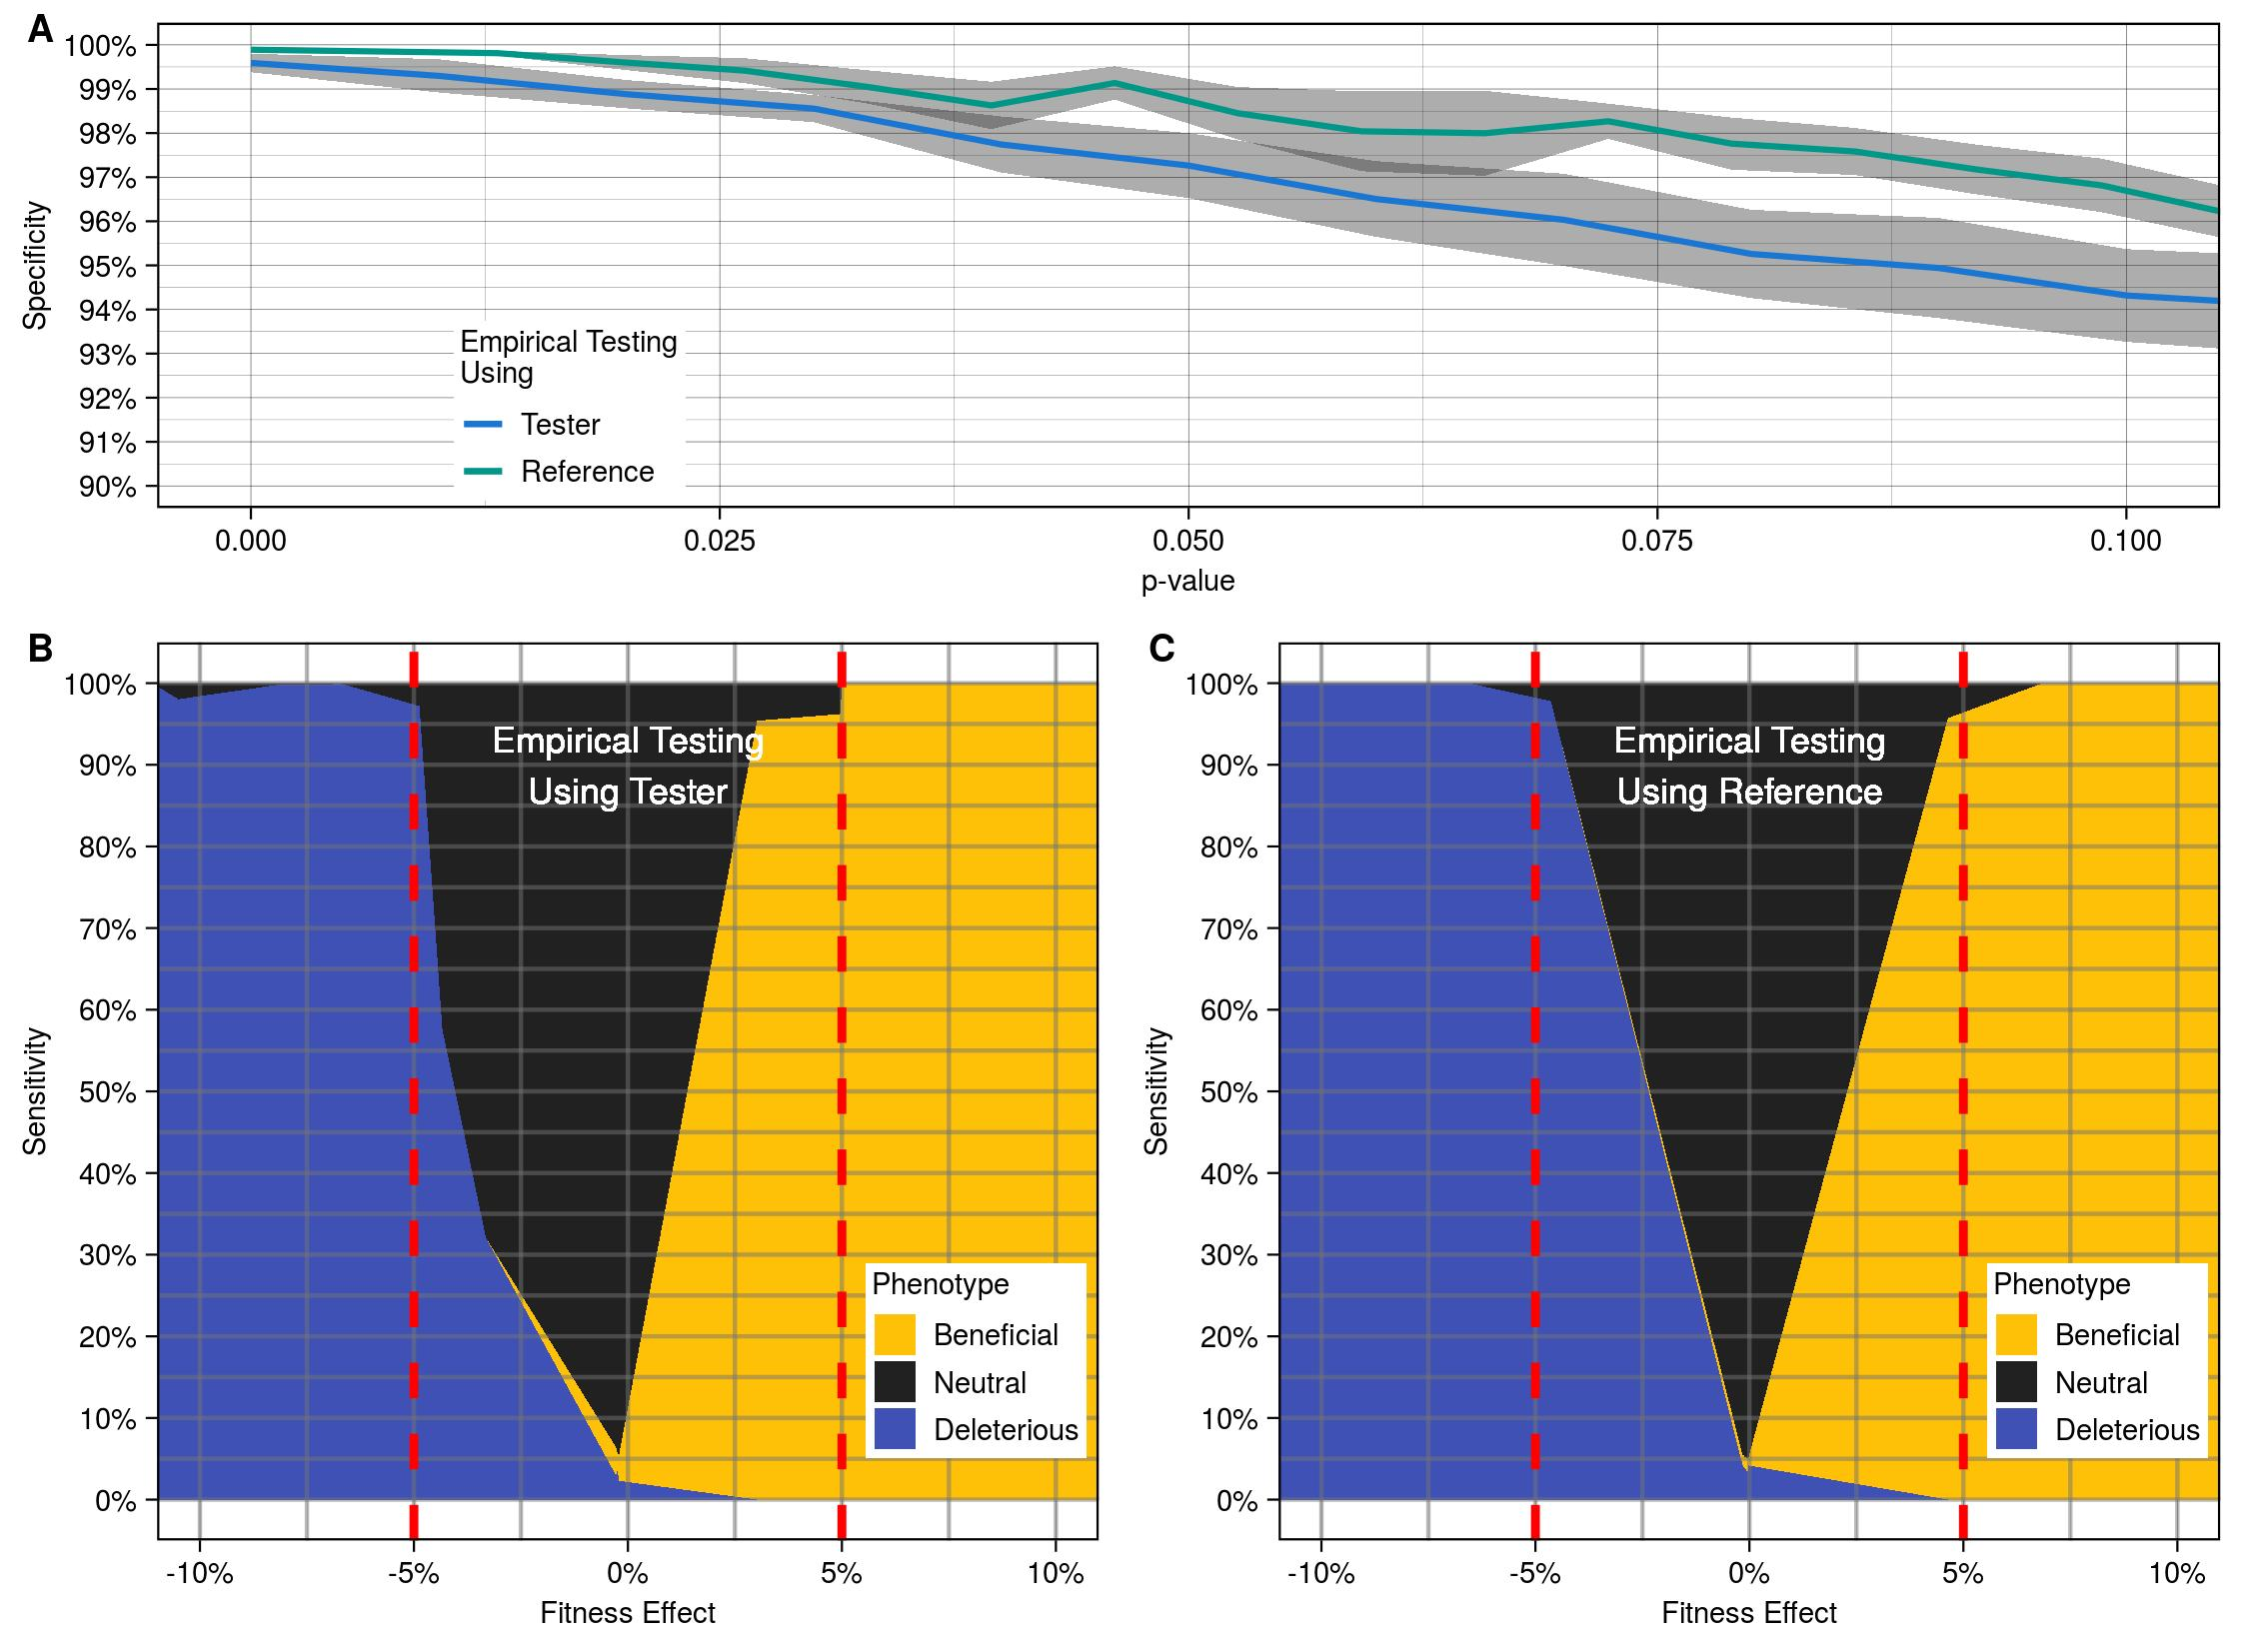 A
100%
99%
98%
97%
96%
95%
94%
93%
92%
91%
90%
Specificity
Empirical Testing
Using
Tester
Reference
0.000 0.025 0.050 0.075 0.100
p-value
B
100%
90%
80%
70%
60%
50%
40%
30%
20%
10%
0%
Sensitivity
Empirical Testing
Using Tester
Phenotype
Beneficial
Neutral
Deleterious
-10% -5% 0% 5% 10%
Fitness Effect
C
100%
90%
80%
70%
60%
50%
40%
30%
20%
10%
0%
Sensitivity
Empirical Testing
Using Reference
Phenotype
Beneficial
Neutral
Deleterious
-10% -5% 0% 5% 10%
Fitness Effect